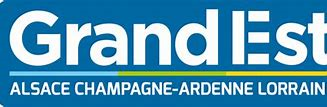 Grand Est
ALSACE CHAMPAGNE-ARDENNE LORRAIN